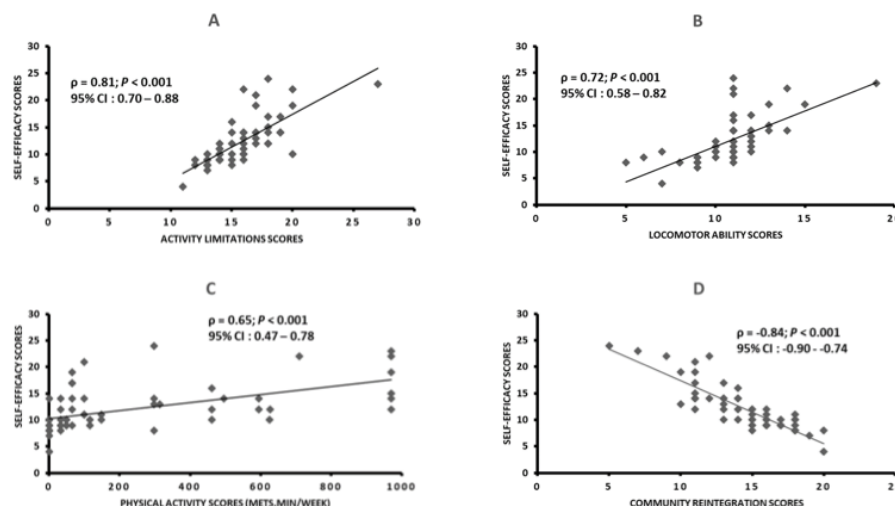 A
SELF-EFFICACY SCORES
30
25
20
15
10
5
0
ρ = 0.81; P < 0.001
95% CI : 0.70 – 0.88
0 5 10 15 20 25 30
ACTIVITY LIMITATIONS SCORES
B
SELF-EFFICACY SCORES
30
25
20
15
10
5
0
ρ = 0.72; P < 0.001
95% CI : 0.58 – 0.82
0 5 10 15
LOCOMOTOR ABILITY SCORES
C
SELF-EFFICACY SCORES
30
25
20
15
10
5
0
ρ = 0.65; P < 0.001
95% CI : 0.47 – 0.78
0 200 400 600 800 1000
PHYSICAL ACTIVITY SCORES (METS.MIN/WEEK)
D
SELF-EFFICACY SCORES
30
25
20
15
10
5
0
ρ = -0.84; P < 0.001
95% CI : -0.90 - -0.74
0 5 10 15 20
COMMUNITY REINTEGRATION SCORES